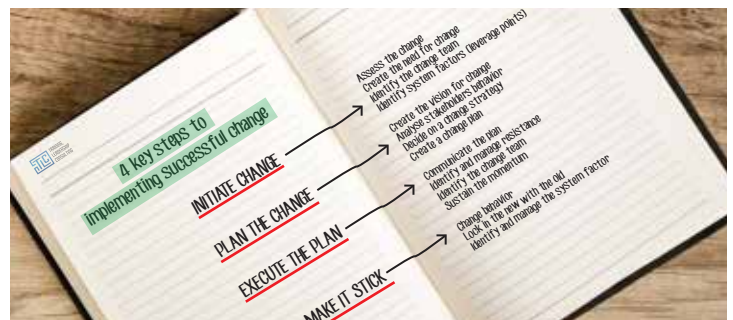 4 key steps to
implementing successful change
INITIATE CHANGE
Assess the change
Create the need for change
Identify the change team
Identify system factors (leverage points)
PLAN THE CHANGE
Create the vision for change
Analyse stakeholders behavior
Decide on a change strategy
Create a change plan
EXECUTE THE PLAN
Communicate the plan
Identify and manage resistance
Identify the change team
Sustain the momentum
MAKE IT STICK
Change behavior
Lock in the new with the old
Identify and manage the system factor